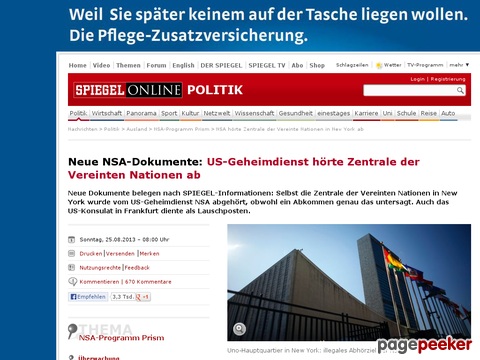 Weil Sie später keinem auf der Tasche liegen wollen.
Die Pflege-Zusatzversicherung.
Home Video Themen Forum English DER SPIEGEL SPIEGEL TV Abo Shop Schlagzeilen Wetter TV-Programm mehr
Login | Registrierung
SPIEGEL ONLINE POLITIK
Politik Wirtschaft Panorama Sport Kultur Netzwelt Wissenschaft Gesundheit einestages Karriere Uni Schule Reise Auto
Nachrichten > Politik > Ausland > NSA-Programm Prism > NSA hörte Zentrale der Vereinte Nationen in New York ab
Neue NSA-Dokumente: US-Geheimdienst hörte Zentrale der
Vereinten Nationen ab
Neue Dokumente belegen nach SPIEGEL-Informationen: Selbst die Zentrale der Vereinten Nationen in New
York wurde vom US-Geheimdienst NSA abgehört, obwohl ein Abkommen genau das untersagt. Auch das
US-Konsulat in Frankfurt diente als Lauschposten.
Sonntag, 25.08.2013 – 08:00 Uhr
Drucken | Versenden | Merken
Nutzungsrechte | Feedback
Kommentieren | 670 Kommentare
Empfehlen 3,3 Tsd. +1
THEMA
NSA-Programm Prism
Uno-Hauptquartier in New York: illegales Abhörziel
pagepeeker